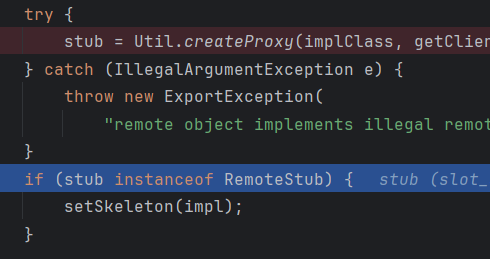 try {
stub = Util.createProxy(implClass, getClien
} catch (IllegalArgumentException e) {
throw new ExportException(
"remote object implements illegal remot
}
if (stub instanceof RemoteStub) {  stub (slot_
setSkeleton(impl);
}